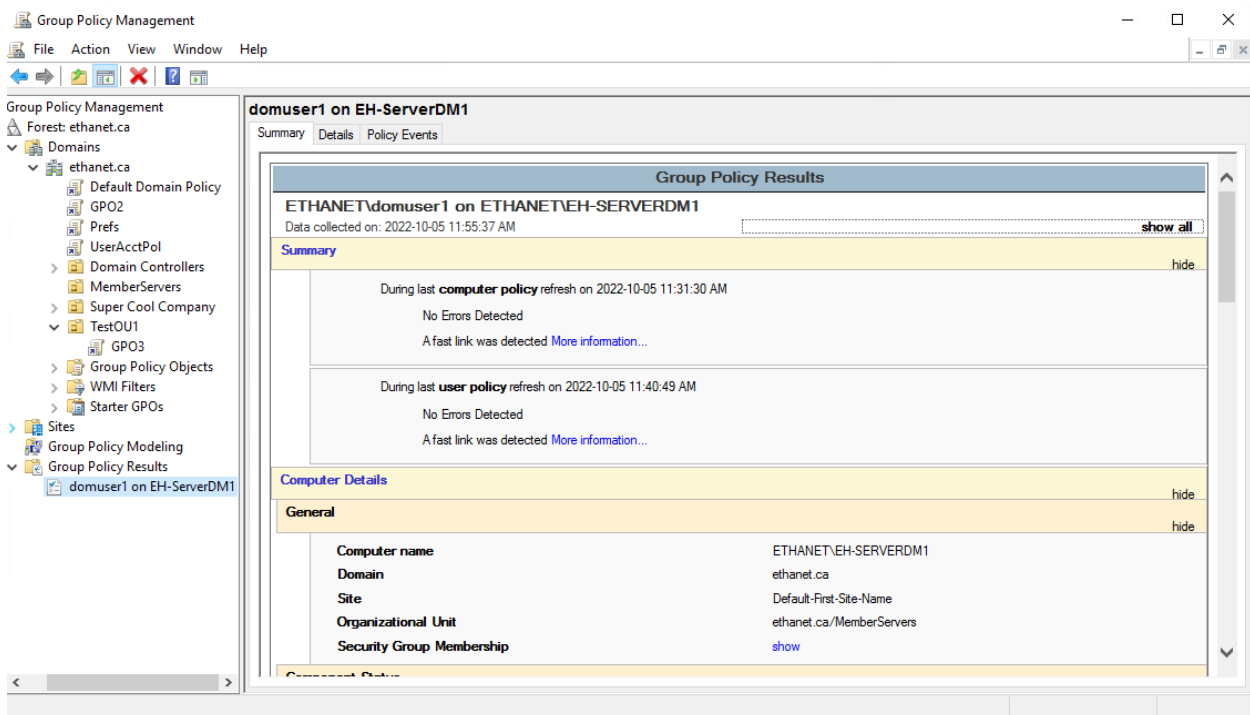 Group Policy Management
File Action View Window Help
Group Policy Management
Forest: ethanet.ca
Domains
ethanet.ca
Default Domain Policy
GPO2
Prefs
UserAcctPol
Domain Controllers
MemberServers
Super Cool Company
TestOU1
GPO3
Group Policy Objects
WMI Filters
Starter GPOs
Sites
Group Policy Modeling
Group Policy Results
domuser1 on EH-ServerDM1
domuser1 on EH-ServerDM1
Summary Details Policy Events
Group Policy Results
ETHANET\domuser1 on ETHANET\EH-SERVERDM1
Data collected on: 2022-10-05 11:55:37 AM show all
Summary hide
During last computer policy refresh on 2022-10-05 11:31:30 AM
No Errors Detected
A fast link was detected More information...
During last user policy refresh on 2022-10-05 11:40:49 AM
No Errors Detected
A fast link was detected More information...
Computer Details hide
General hide
Computer name ETHANET\EH-SERVERDM1
Domain ethanet.ca
Site Default-First-Site-Name
Organizational Unit ethanet.ca/MemberServers
Security Group Membership show
Component Status